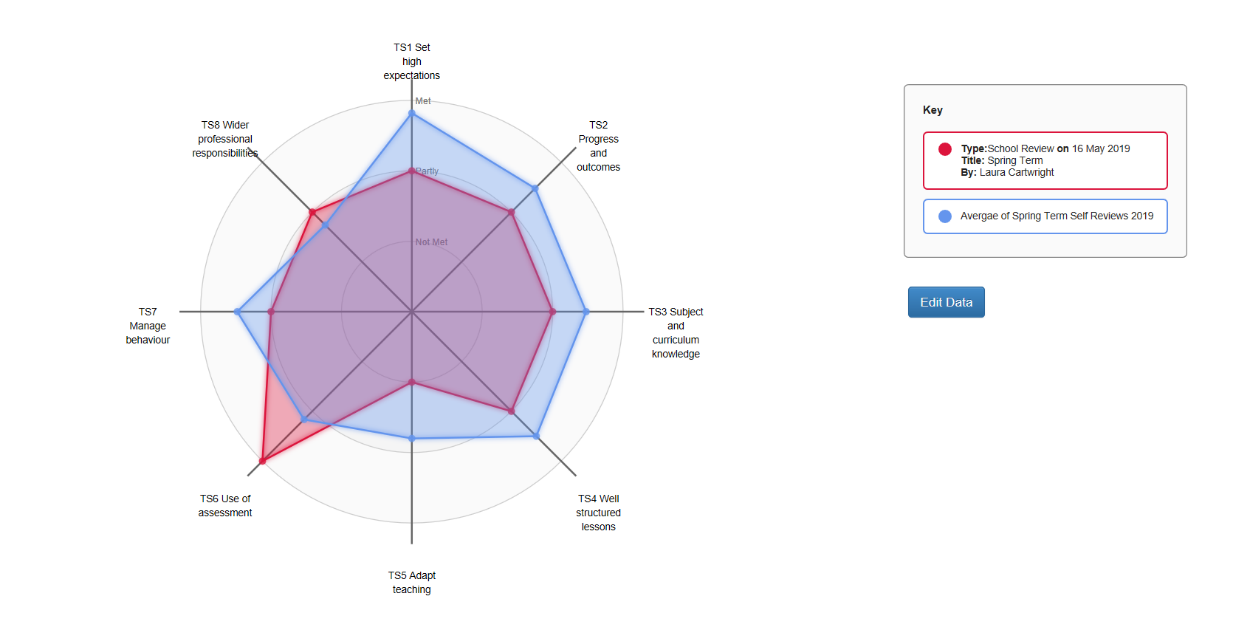 TS1 Set
high
expectations
Met
TS8 Wider
professional
responsibilities
TS2
Progress
and
outcomes
Partly
Not Met
TS7
Manage
behaviour
TS3 Subject
and
curriculum
knowledge
TS6 Use of
assessment
TS4 Well
structured
lessons
TS5 Adapt
teaching
Key
Type:School Review on 16 May 2019
Title: Spring Term
By: Laura Cartwright
Avergae of Spring Term Self Reviews 2019
Edit Data